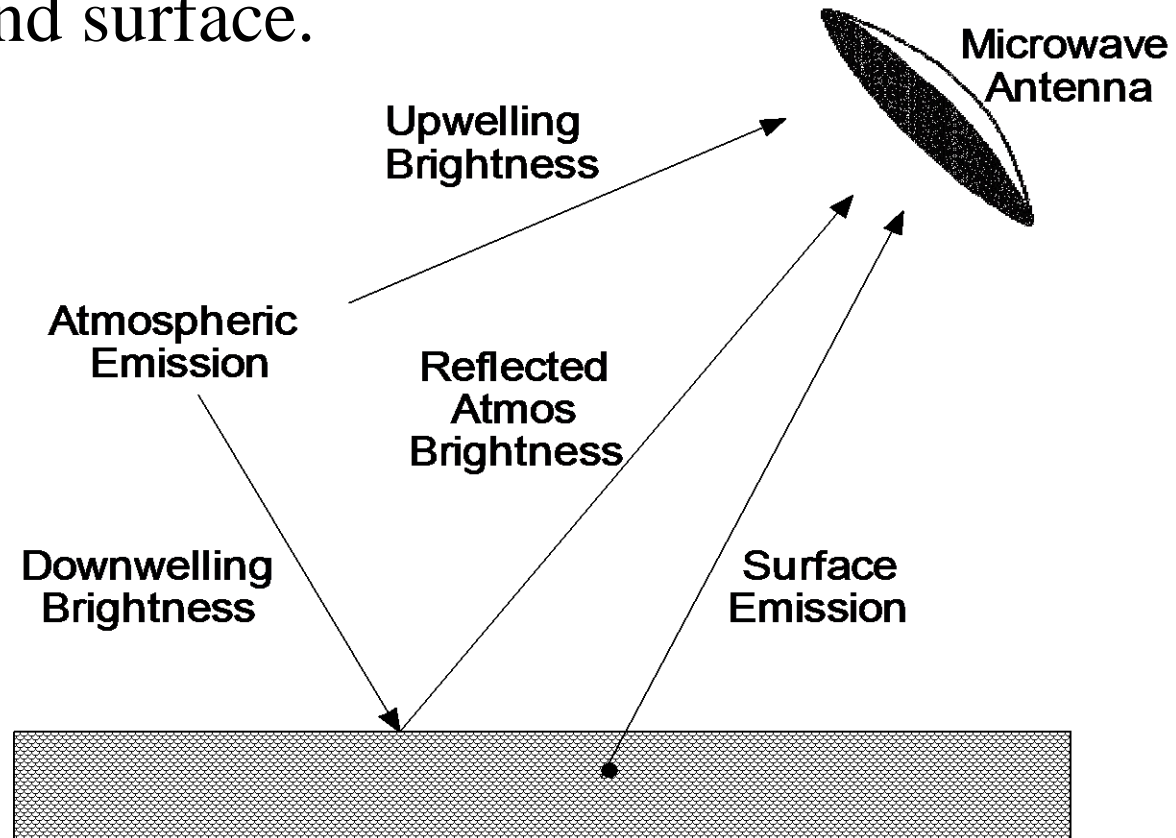 nd surface.
Microwave
Antenna
Upwelling
Brightness
Atmospheric
Emission
Reflected
Atmos
Brightness
Downwelling
Brightness
Surface
Emission